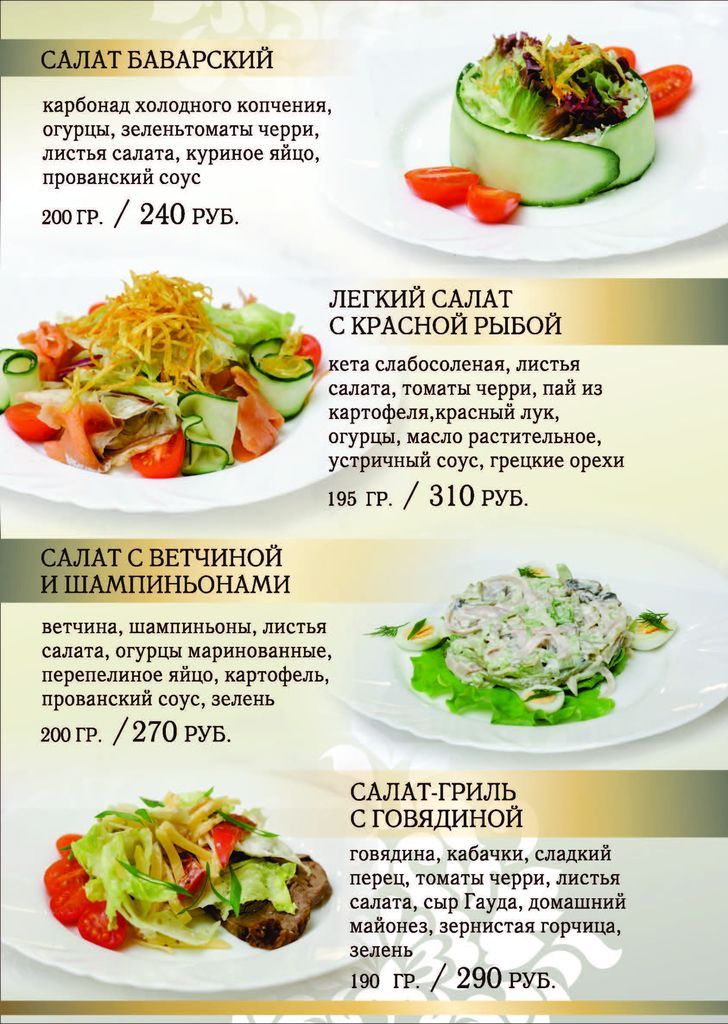 САЛАТ БАВАРСКИЙ
карбонад холодного копчения,
огурцы, зеленьтоматы черри,
листья салата, куриное яйцо,
прованский соус
200 ГР. / 240 РУБ.
ЛЕГКИЙ САЛАТ
С КРАСНОЙ РЫБОЙ
кета слабосоленая, листья
салата, томаты черри, пай из
картофеля,красный лук,
огурцы, масло растительное,
устричный соус, грецкие орехи
195 ГР. / 310 РУБ.
САЛАТ С ВЕТЧИНОЙ
И ШАМПИНЬОНАМИ
ветчина, шампиньоны, листья
салата, огурцы маринованные,
перепелиное яйцо, картофель,
прованский соус, зелень
200 ГР. / 270 РУБ.
САЛАТ-ГРИЛЬ
С ГОВЯДИНОЙ
говядина, кабачки, сладкий
перец, томаты черри, листья
салата, сыр Гауда, домашний
майонез, зернистая горчица,
зелень
190 ГР. / 290 РУБ.